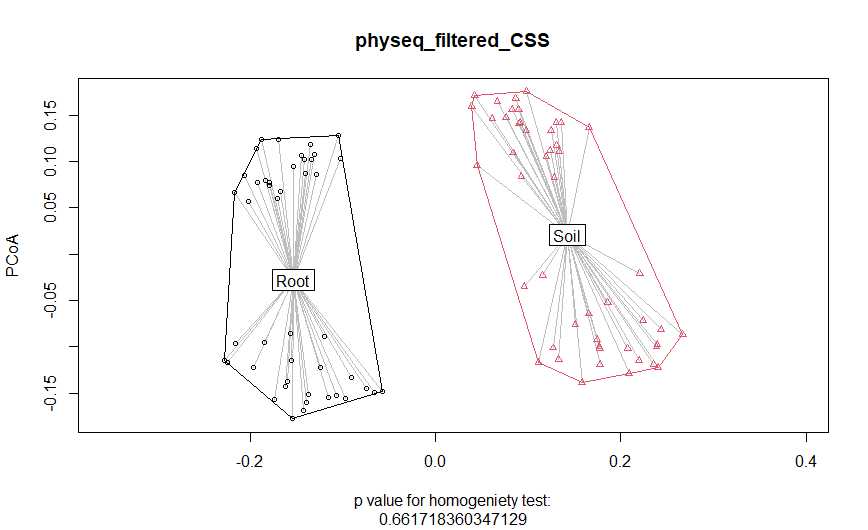 physeq_filtered_CSS
PCoA
0.15
0.10
0.05
-0.05
-0.15
Root
Soil
-0.2
0.0
0.2
0.4
p value for homogeniety test:
0.661718360347129